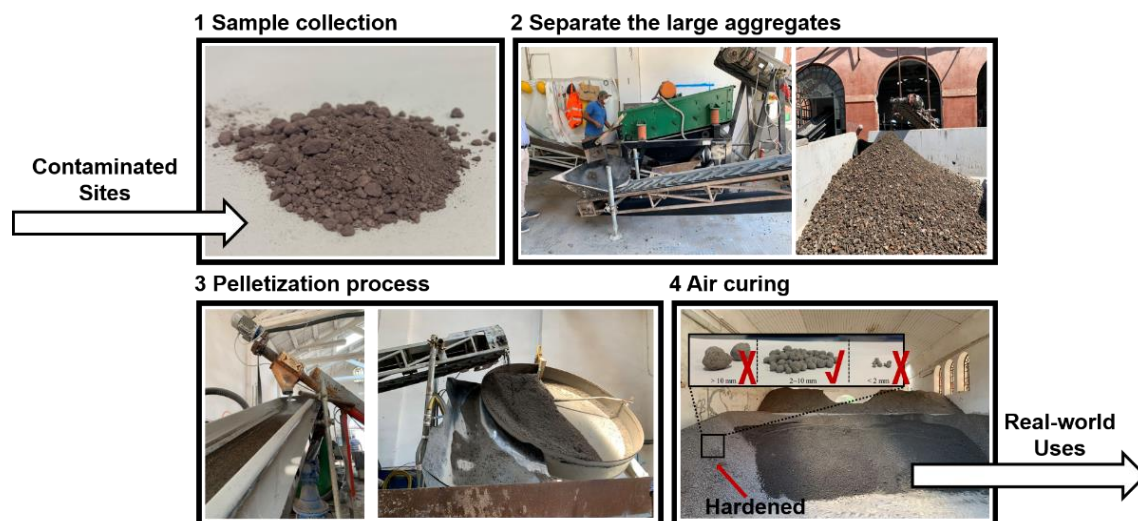 1 Sample collection
2 Separate the large aggregates
Contaminated
Sites
3 Pelletization process
4 Air curing
X
√
X
> 10 mm
2~10 mm
< 2 mm
Real-world
Uses
Hardened